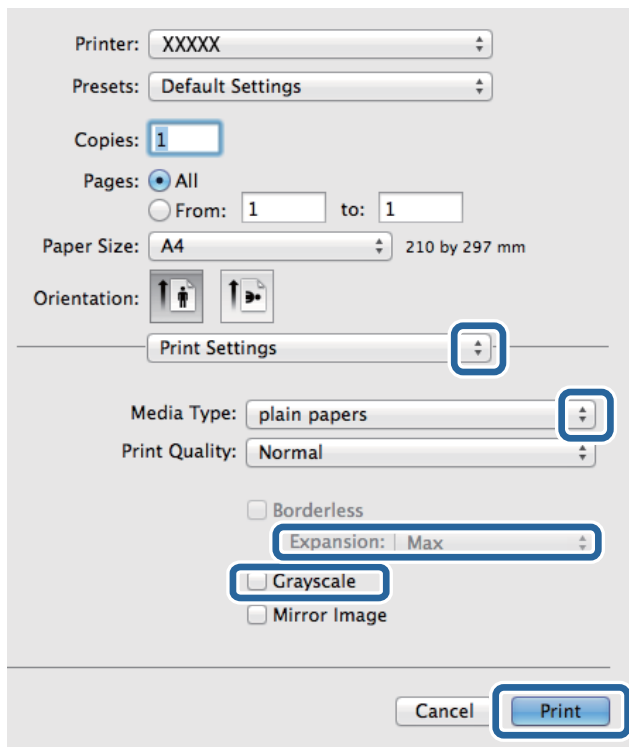 Printer: XXXXX
Presets: Default Settings
Copies: 1
Pages: All
From: 1 to: 1
Paper Size: A4 210 by 297 mm
Orientation:
Print Settings
Media Type: plain papers
Print Quality: Normal
Borderless
Expansion: Max
Grayscale
Mirror Image
Cancel Print